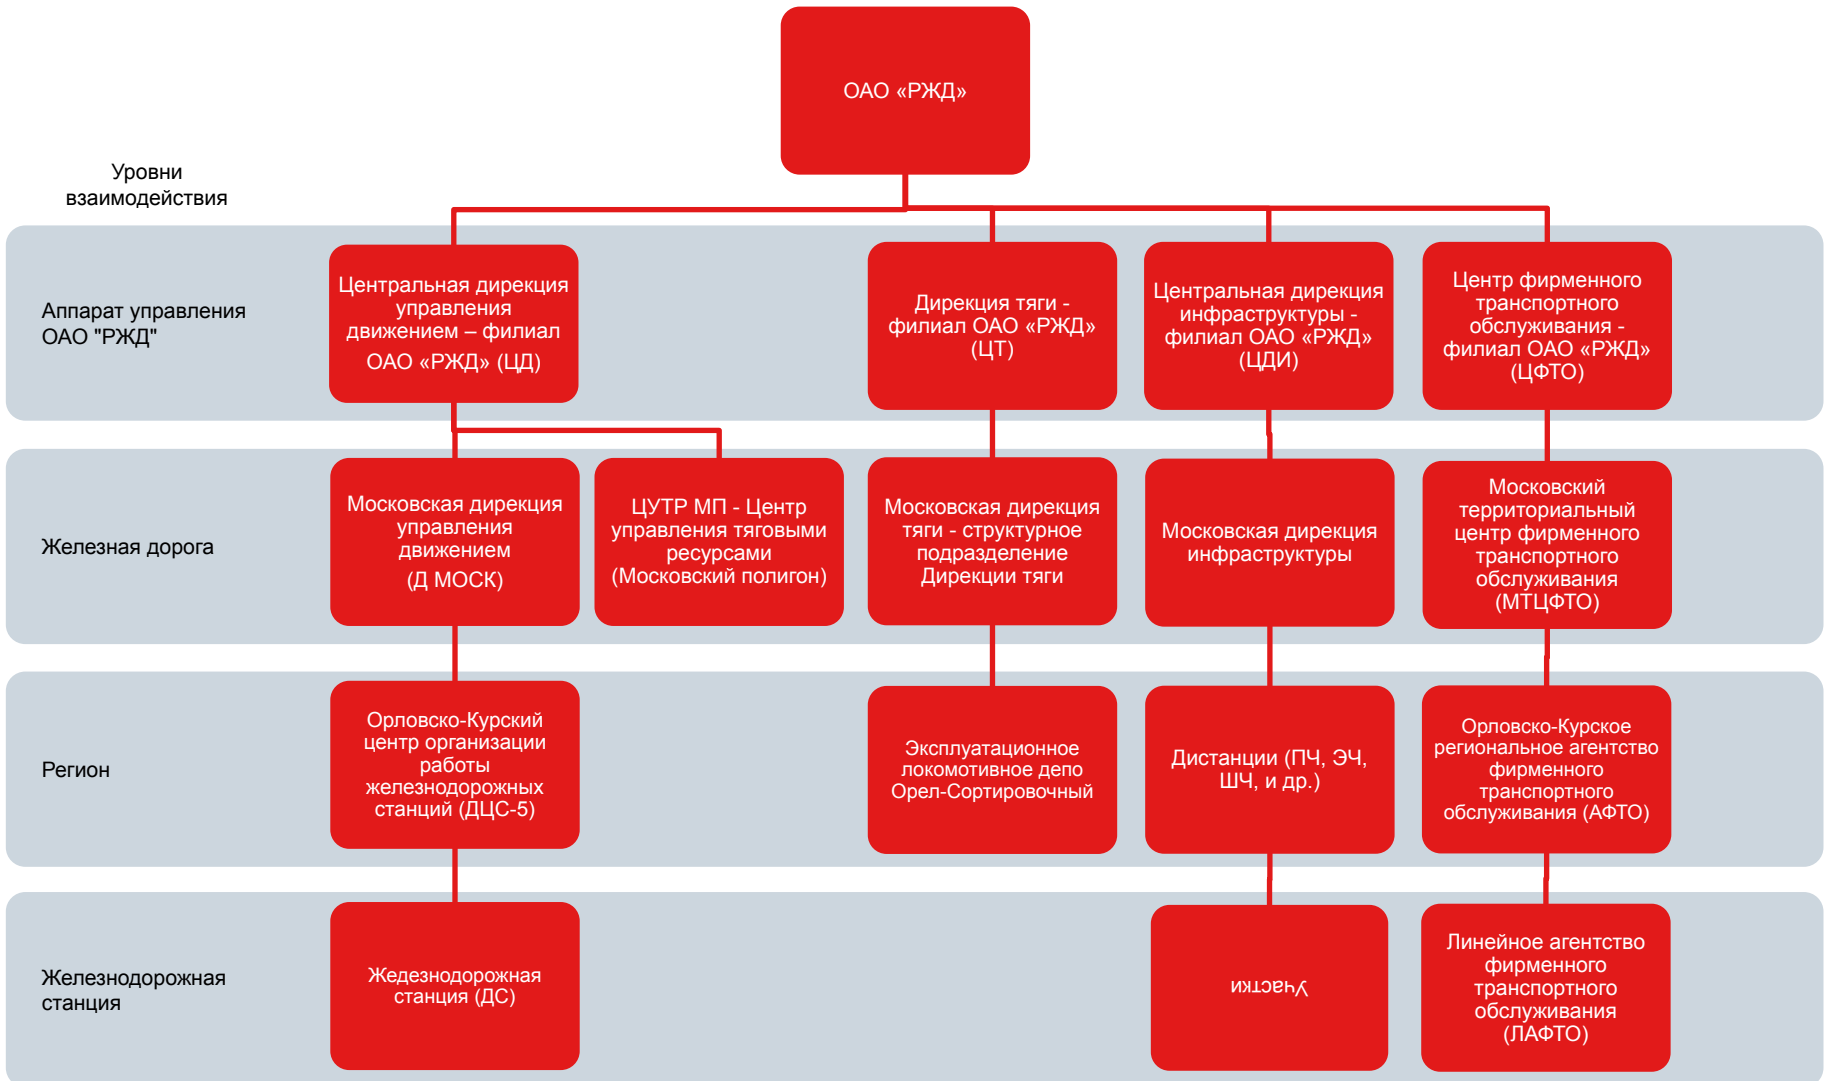 ОАО «РЖД»
Уровни
взаимодействия
Аппарат управления
ОАО "РЖД"
Центральная дирекция
управления
движением – филиал
ОАО «РЖД» (ЦД)
Дирекция тяги -
филиал ОАО «РЖД»
(ЦТ)
Центральная дирекция
инфраструктуры -
филиал ОАО «РЖД»
(ЦДИ)
Центр фирменного
транспортного
обслуживания -
филиал ОАО «РЖД»
(ЦФТО)
Железная дорога
Московская дирекция
управления
движением
(Д МОСК)
ЦУТР МП - Центр
управления тяговыми
ресурсами
(Московский полигон)
Московская дирекция
тяги - структурное
подразделение
Дирекции тяги
Московская дирекция
инфраструктуры
Московский
территориальный
центр фирменного
транспортного
обслуживания
(МТЦФТО)
Регион
Орловско-Курский
центр организации
работы
железнодорожных
станций (ДЦС-5)
Эксплуатационное
локомотивное депо
Орел-Сортировочный
Дистанции (ПЧ, ЭЧ,
ШЧ, и др.)
Орловско-Курское
региональное агентство
фирменного
транспортного
обслуживания (АФТО)
Железнодорожная
станция
Жедезнодорожная
станция (ДС)
Участки
Линейное агентство
фирменного
транспортного
обслуживания
(ЛАФТО)